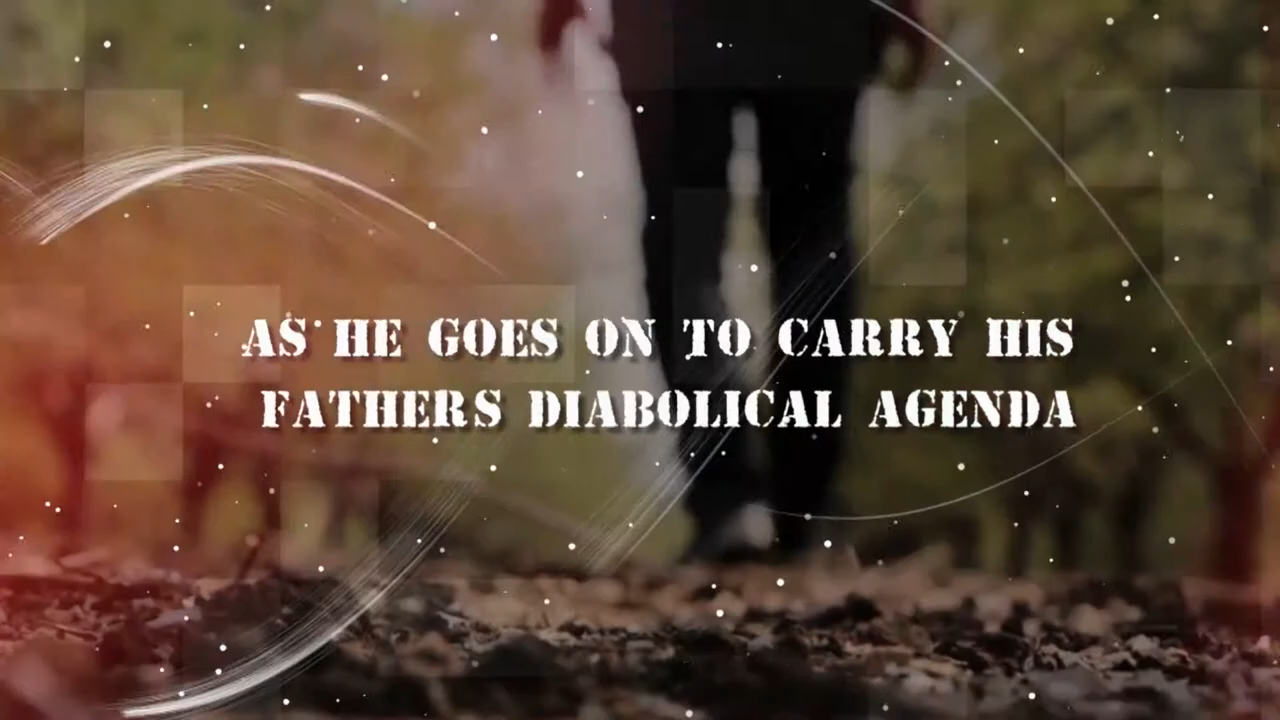 AS HE GOES ON TO CARRY HIS
FATHERS DIABOLICAL AGENDA